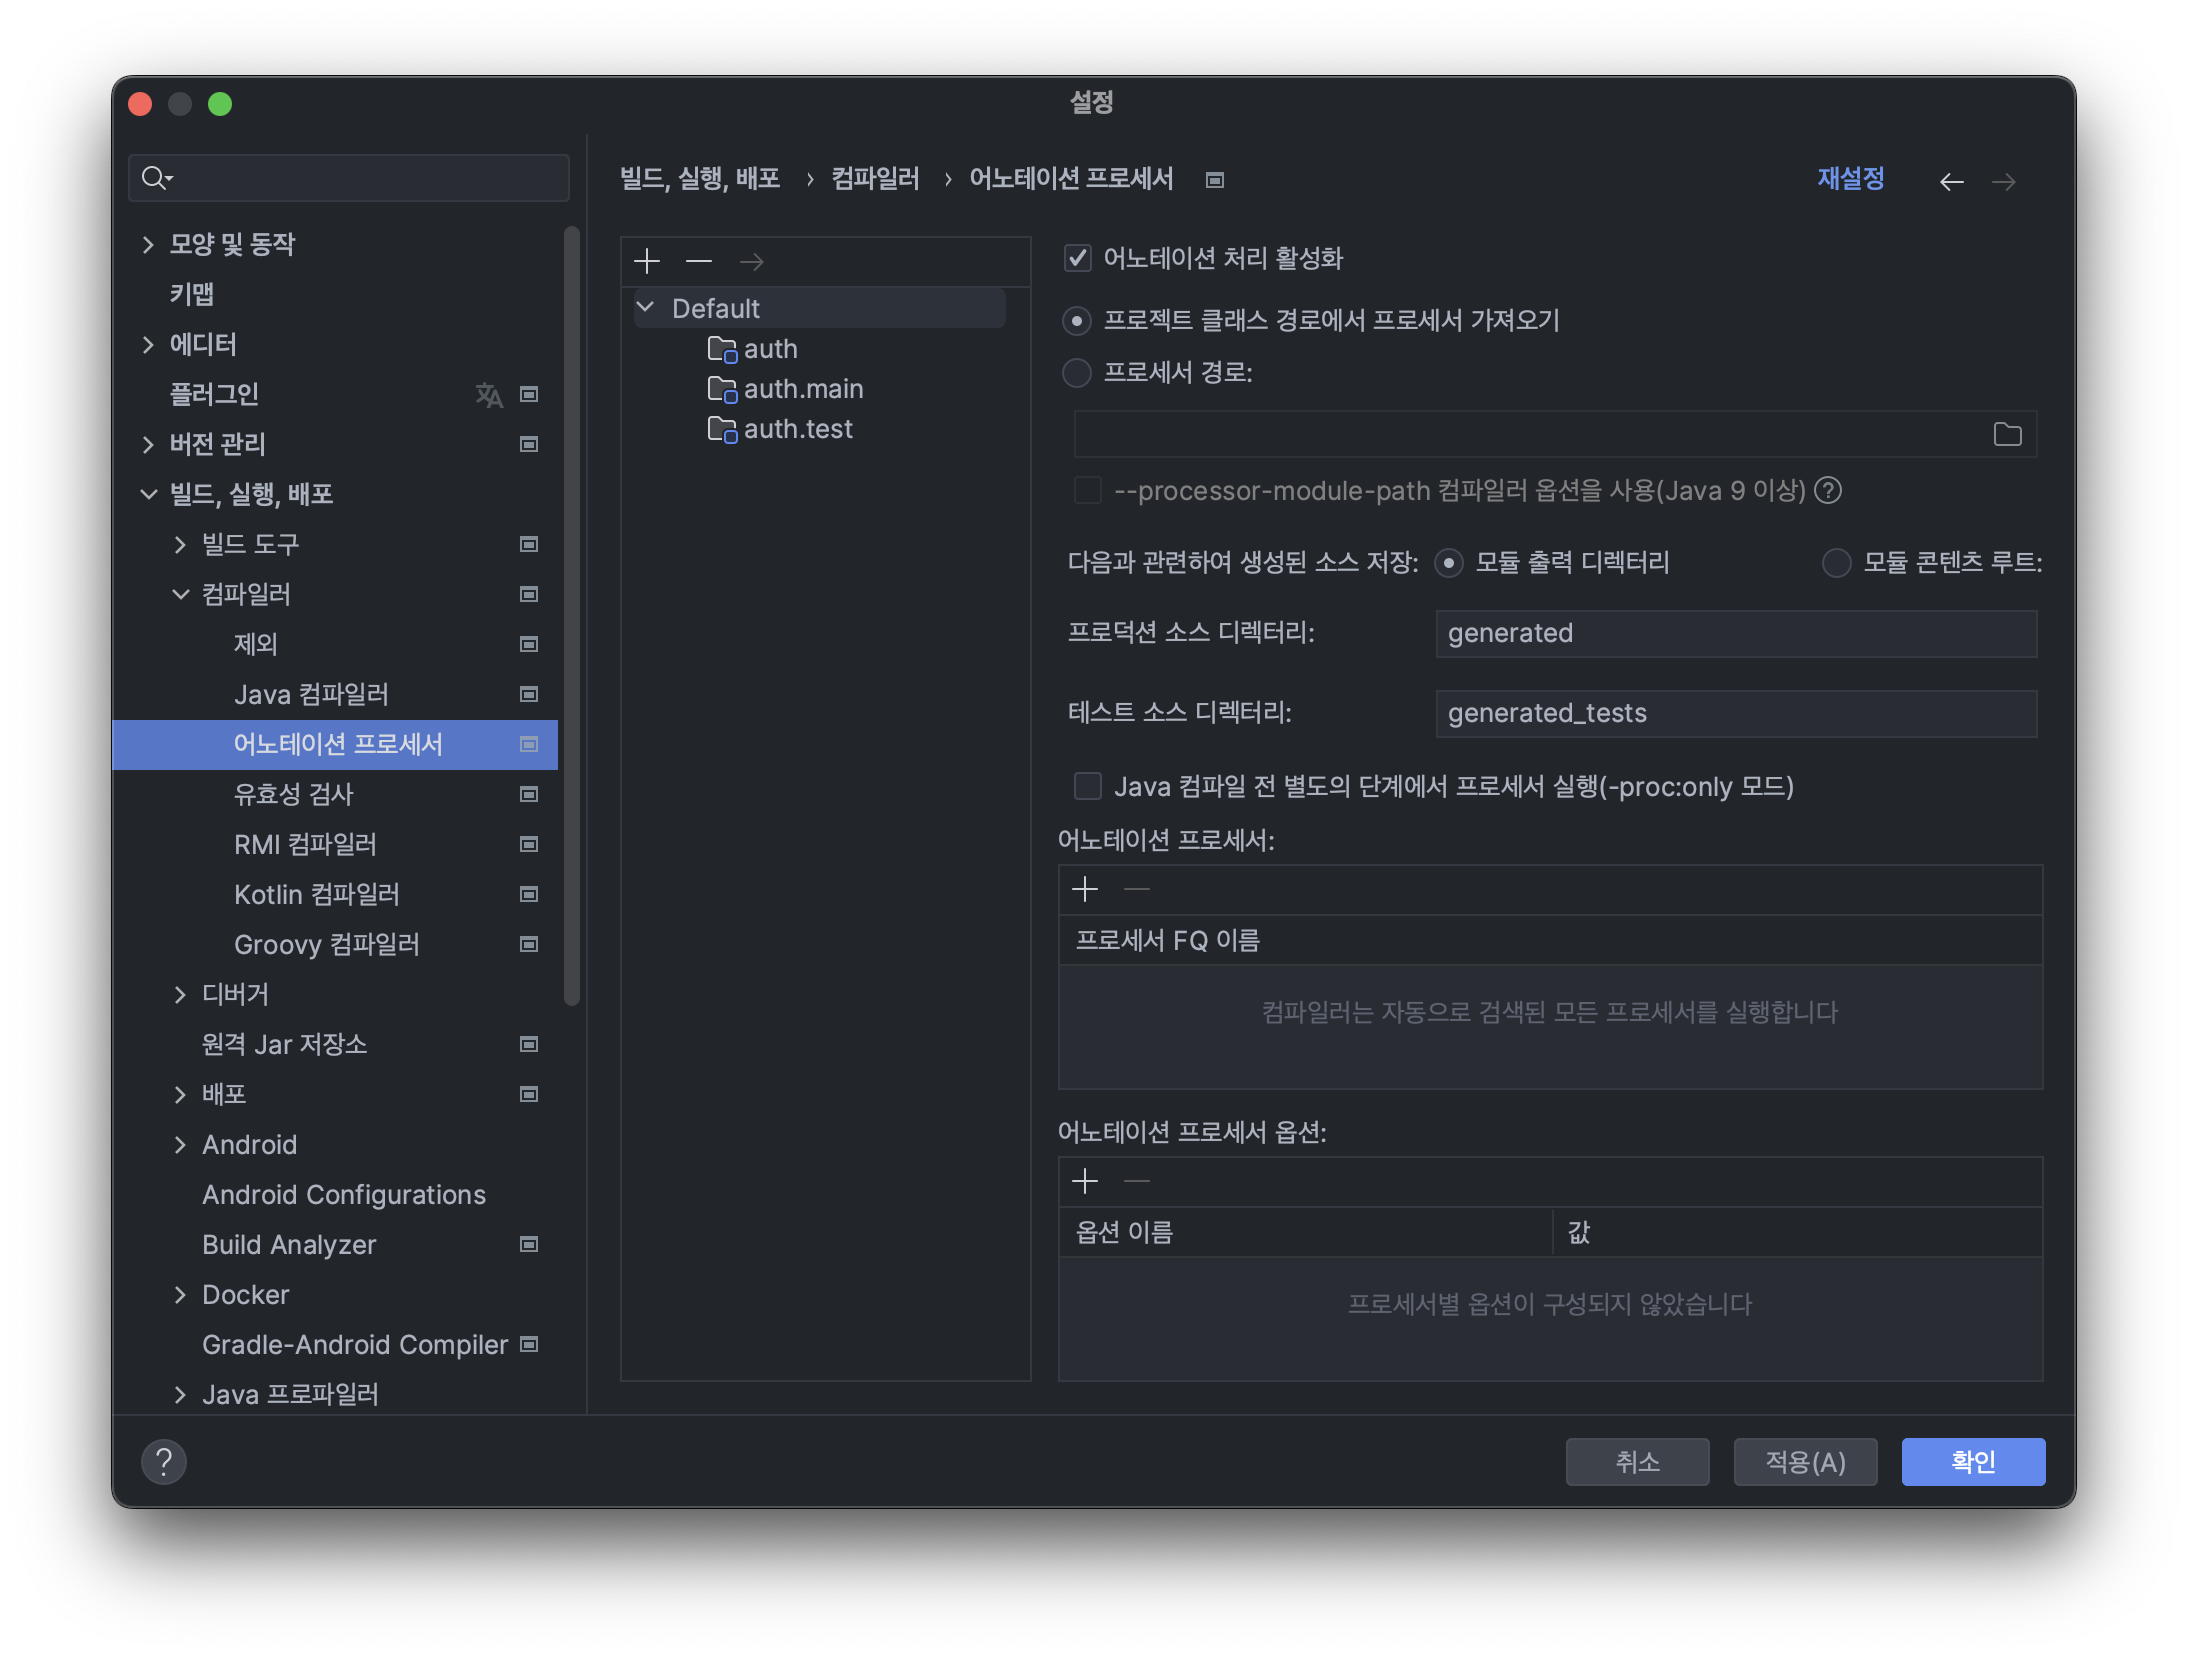 설정
모양 및 동작
키맵
에디터
플러그인
버전 관리
빌드, 실행, 배포
빌드 도구
컴파일러
제외
Java 컴파일러
어노테이션 프로세서
유효성 검사
RMI 컴파일러
Kotlin 컴파일러
Groovy 컴파일러
디버거
원격 Jar 저장소
배포
Android
Android Configurations
Build Analyzer
Docker
Gradle-Android Compiler
Java 프로파일러
빌드, 실행, 배포 › 컴파일러 › 어노테이션 프로세서
재설정
Default
auth
auth.main
auth.test
어노테이션 처리 활성화
프로젝트 클래스 경로에서 프로세서 가져오기
프로세서 경로:
--processor-module-path 컴파일러 옵션을 사용(Java 9 이상)
다음과 관련하여 생성된 소스 저장: 모듈 출력 디렉터리 모듈 콘텐츠 루트:
프로덕션 소스 디렉터리: generated
테스트 소스 디렉터리: generated_tests
Java 컴파일 전 별도의 단계에서 프로세서 실행(-proc:only 모드)
어노테이션 프로세서:
프로세서 FQ 이름
컴파일러는 자동으로 검색된 모든 프로세서를 실행합니다
어노테이션 프로세서 옵션:
옵션 이름 값
프로세서별 옵션이 구성되지 않았습니다
?
취소 적용(A) 확인